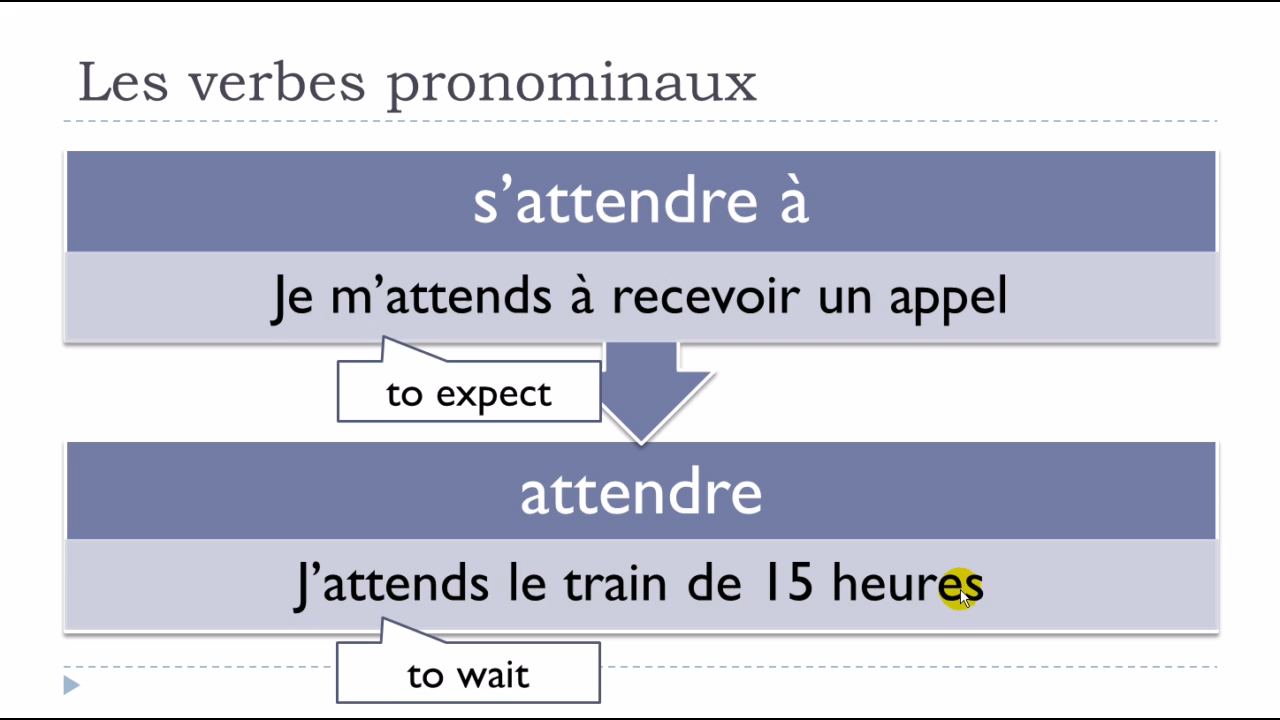 Les verbes pronominaux
s’attendre à
Je m’attends à recevoir un appel
to expect
attendre
J’attends le train de 15 heures
to wait